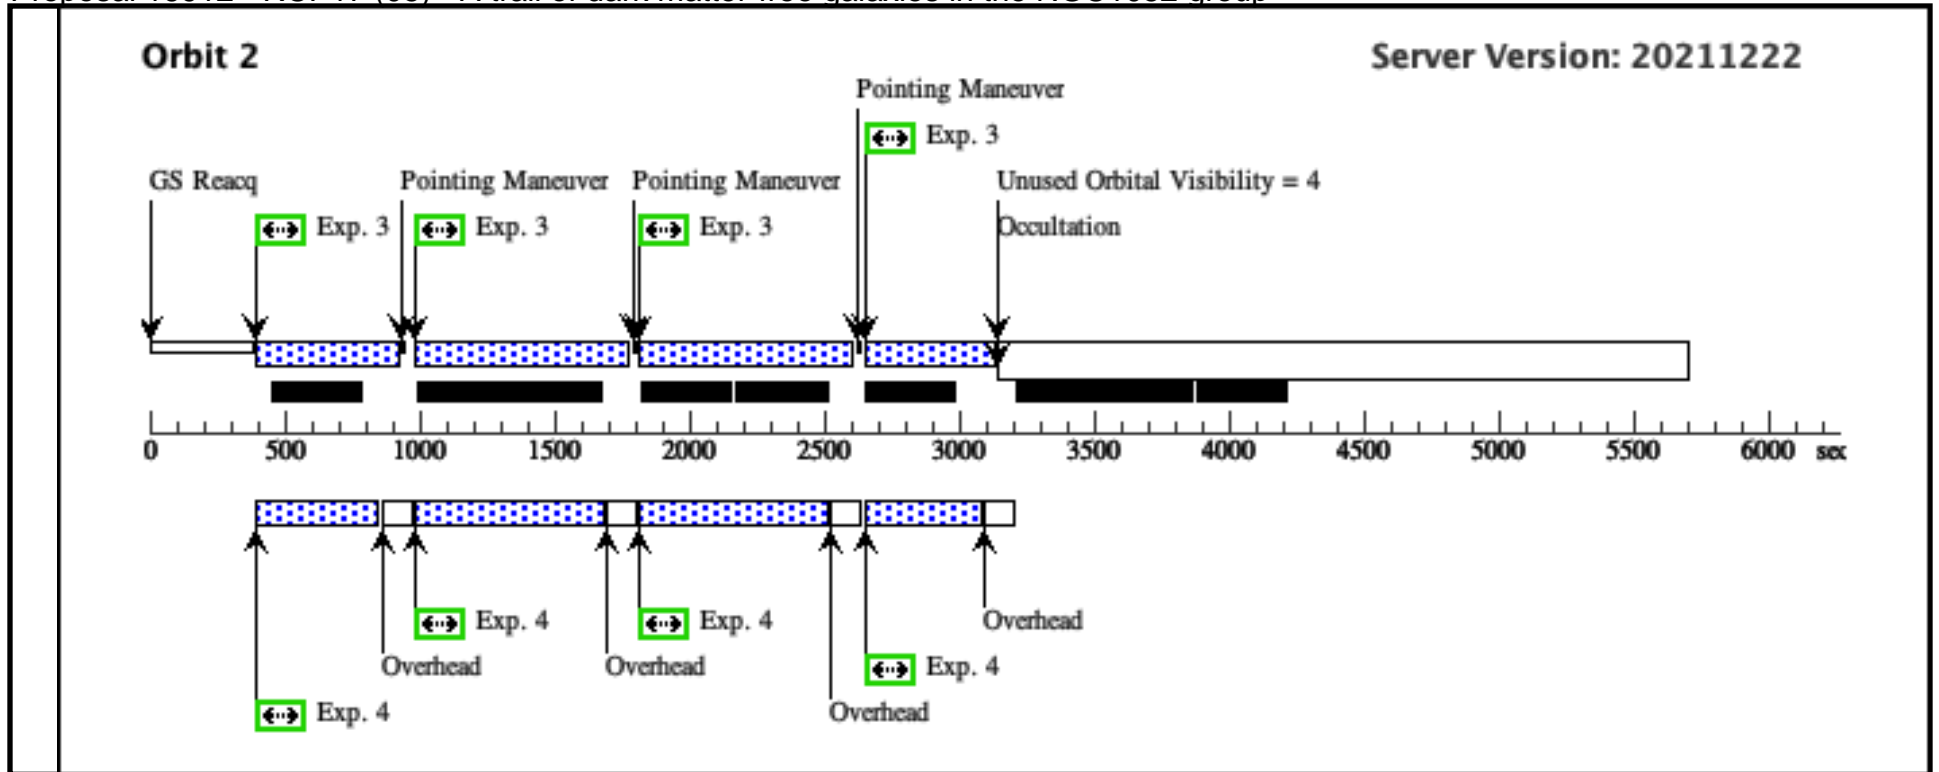 Orbit 2
Server Version: 20211222
Pointing Maneuver
Exp. 3
GS Reacq
Pointing Maneuver
Pointing Maneuver
Unused Orbital Visibility = 4
Exp. 3
Exp. 3
Exp. 3
Occultation
0 500 1000 1500 2000 2500 3000 3500 4000 4500 5000 5500 6000 sec
Exp. 4
Exp. 4
Overhead
Overhead
Overhead
Exp. 4
Exp. 4
Overhead